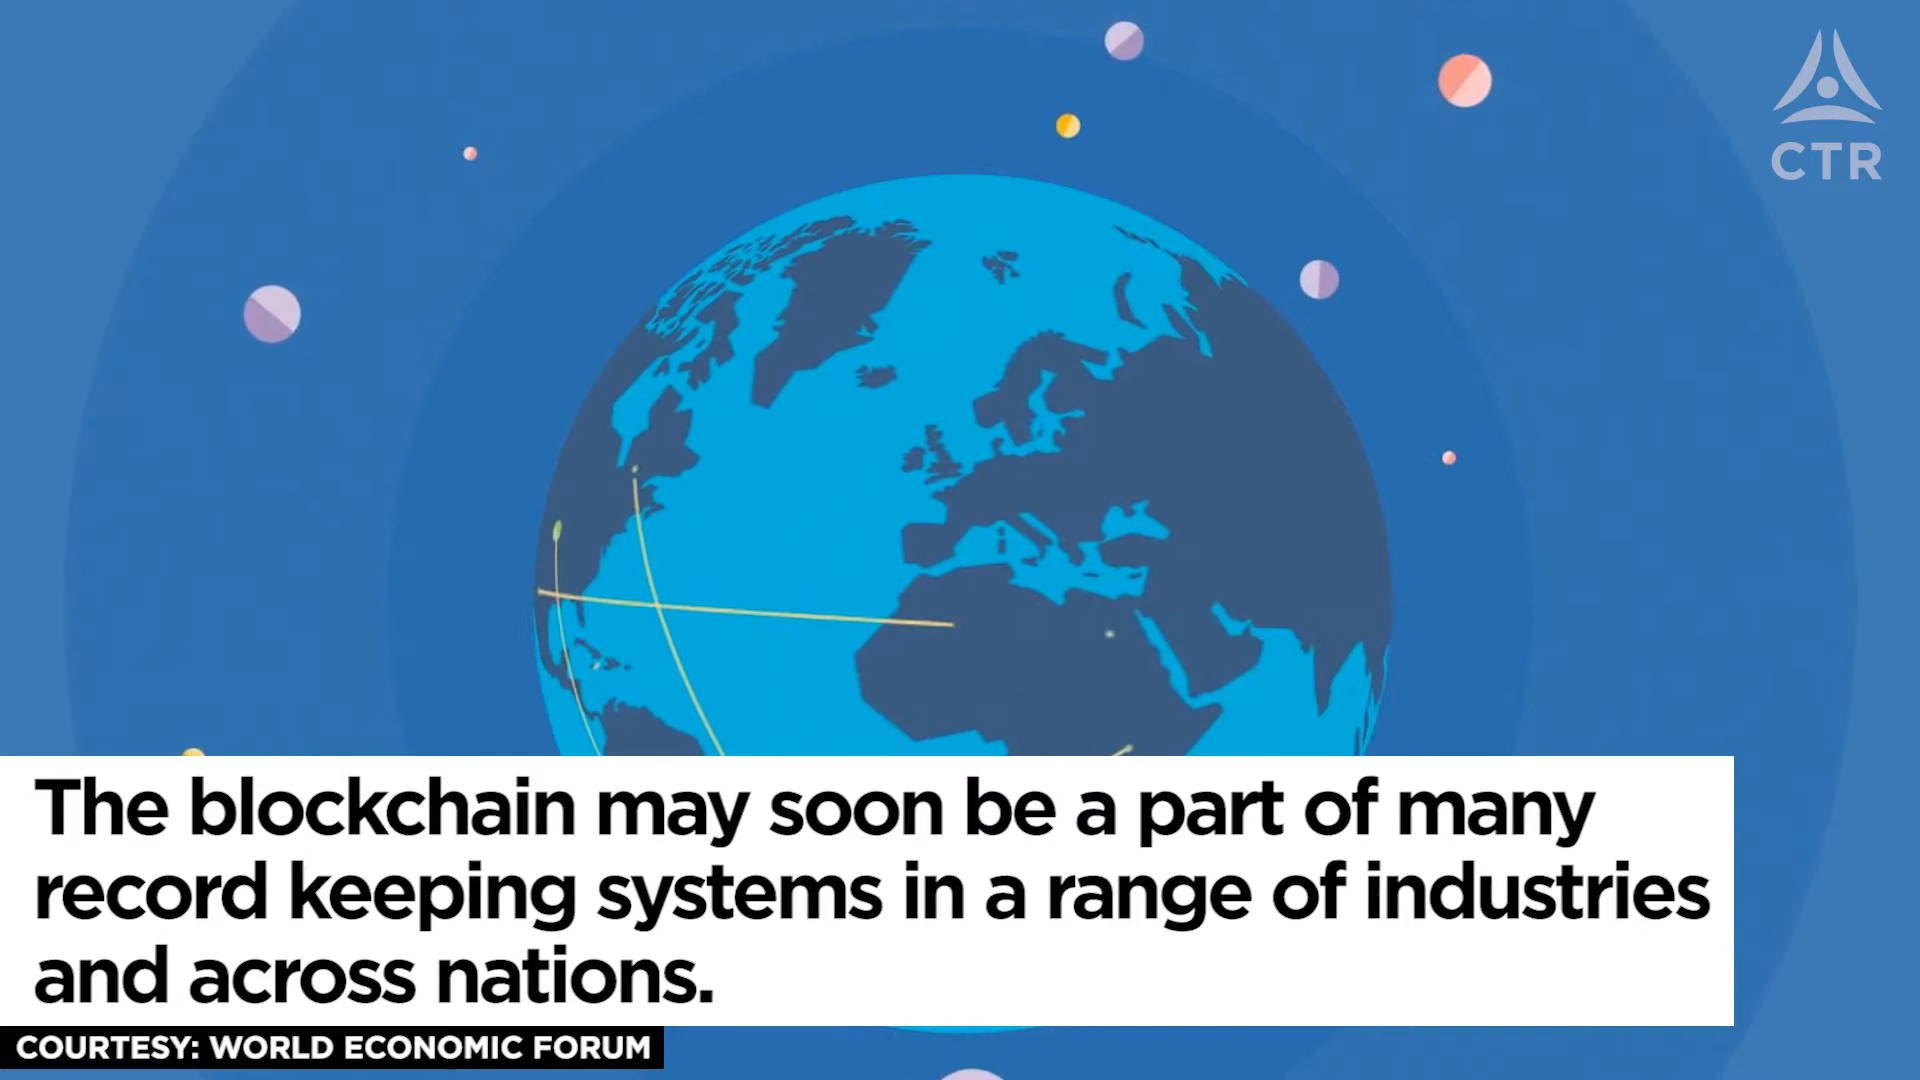 CTR
The blockchain may soon be a part of many
record keeping systems in a range of industries
and across nations.
COURTESY: WORLD ECONOMIC FORUM